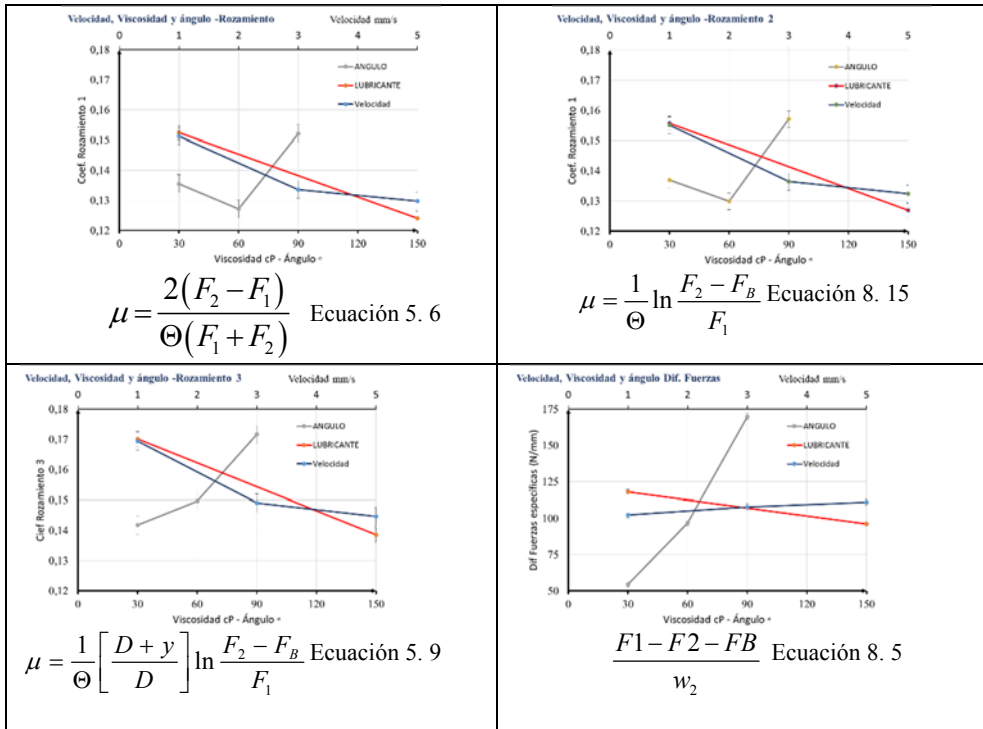 Velocidad, Viscosidad y ángulo -Rozamiento Velocidad mm/s
0 1 2 3 4 5
0,18
0,17
0,16
0,15
0,14
0,13
0,12
Coef. Rozamiento 1
ANGULO
LUBRICANTE
Velocidad
0 30 60 90 120 150
Viscosidad cP - Ángulo °
μ = 2(F₂ − F₁) / Θ(F₁ + F₂) Ecuación 5. 6
Velocidad, Viscosidad y ángulo -Rozamiento 2 Velocidad mm/s
0 1 2 3 4 5
0,18
0,17
0,16
0,15
0,14
0,13
0,12
Coef. Rozamiento 1
ANGULO
LUBRICANTE
Velocidad
0 30 60 90 120 150
Viscosidad cP - Ángulo °
μ = 1/Θ ln (F₂ − F_B)/F₁ Ecuación 8. 15
Velocidad, Viscosidad y ángulo -Rozamiento 3 Velocidad mm/s
0 1 2 3 4 5
0,18
0,17
0,16
0,15
0,14
0,13
0,12
Cief Rozamiento 3
ANGULO
LUBRICANTE
Velocidad
0 30 60 90 120 150
Viscosidad cP - Ángulo °
μ = 1/Θ [(D + y)/D] ln (F₂ − F_B)/F₁ Ecuación 5. 9
Velocidad, Viscosidad y ángulo Dif. Fuerzas Velocidad mm/s
0 1 2 3 4 5
175
150
125
100
75
50
Dif Fuerzas específicas (N/mm)
ANGULO
LUBRICANTE
Velocidad
0 30 60 90 120 150
Viscosidad cP - Ángulo °
(F1 − F2 − FB)/w₂ Ecuación 8. 5